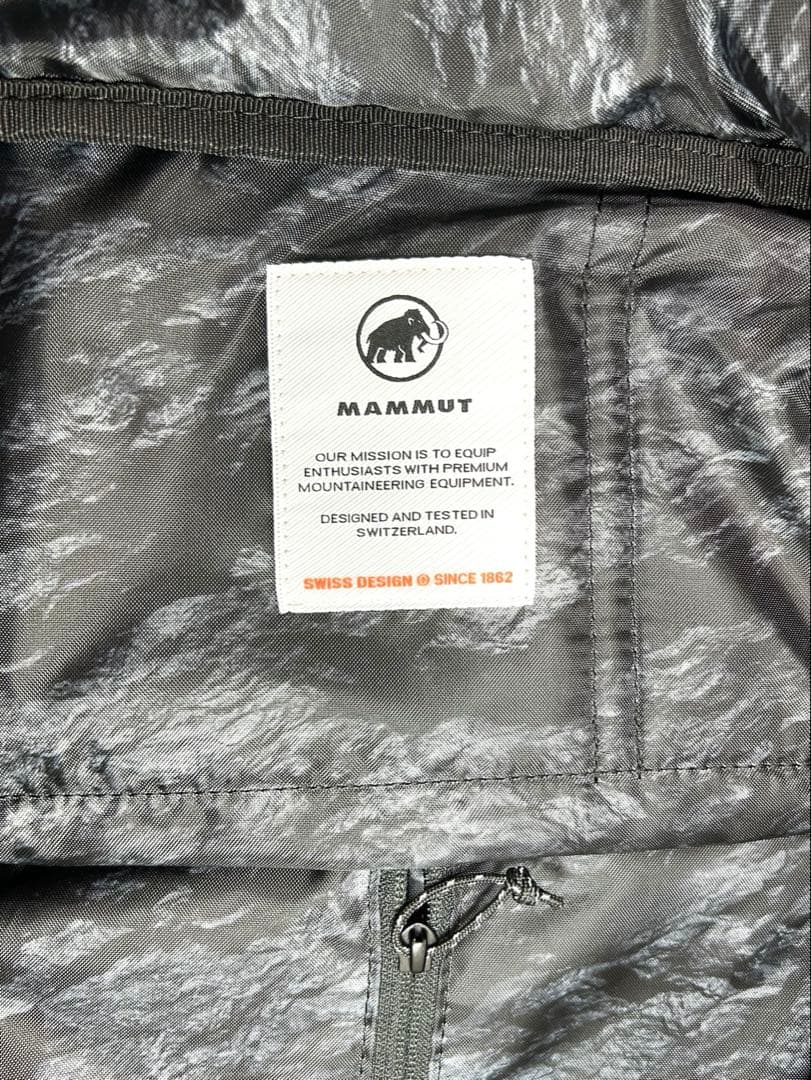 MAMMUT
OUR MISSION IS TO EQUIP
ENTHUSIASTS WITH PREMIUM
MOUNTAINEERING EQUIPMENT.
DESIGNED AND TESTED IN
SWITZERLAND.
SWISS DESIGN ⊕ SINCE 1862